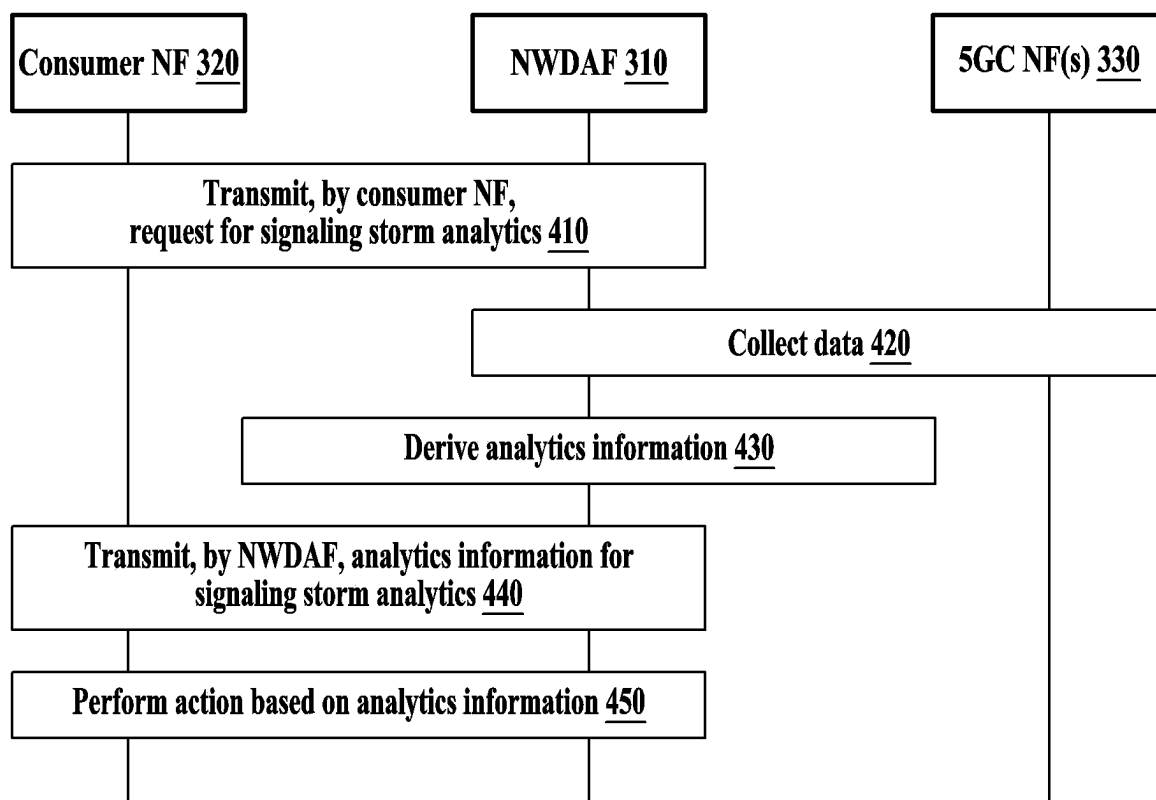 Consumer NF 320
NWDAF 310
5GC NF(s) 330
Transmit, by consumer NF,
request for signaling storm analytics 410
Collect data 420
Derive analytics information 430
Transmit, by NWDAF, analytics information for
signaling storm analytics 440
Perform action based on analytics information 450